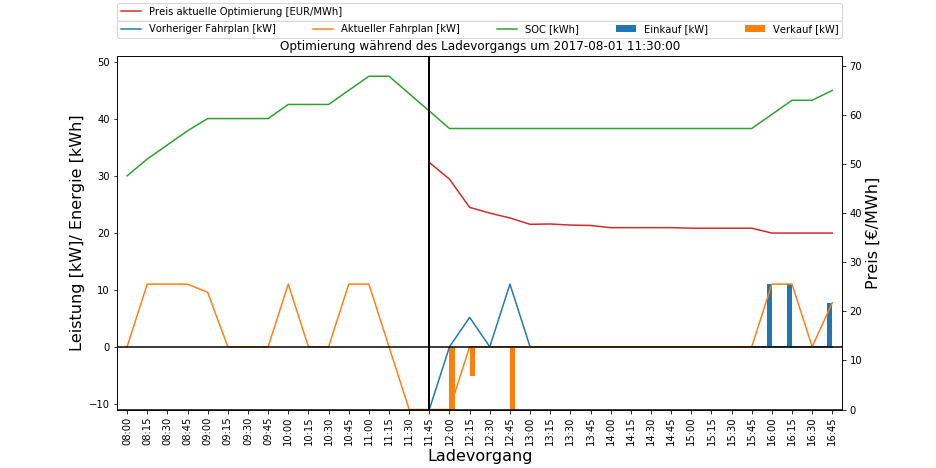 Preis aktuelle Optimierung [EUR/MWh]
Vorheriger Fahrplan [kW] Aktueller Fahrplan [kW] SOC [kWh] Einkauf [kW] Verkauf [kW]
Optimierung während des Ladevorgangs um 2017-08-01 11:30:00
Leistung [kW]/ Energie [kWh]
50
40
30
20
10
0
−10
70
60
50
40
30
20
10
0
Preis [€/MWh]
08:00 08:15 08:30 08:45 09:00 09:15 09:30 09:45 10:00 10:15 10:30 10:45 11:00 11:15 11:30 11:45 12:00 12:15 12:30 12:45 13:00 13:15 13:30 13:45 14:00 14:15 14:30 14:45 15:00 15:15 15:30 15:45 16:00 16:15 16:30 16:45
Ladevorgang